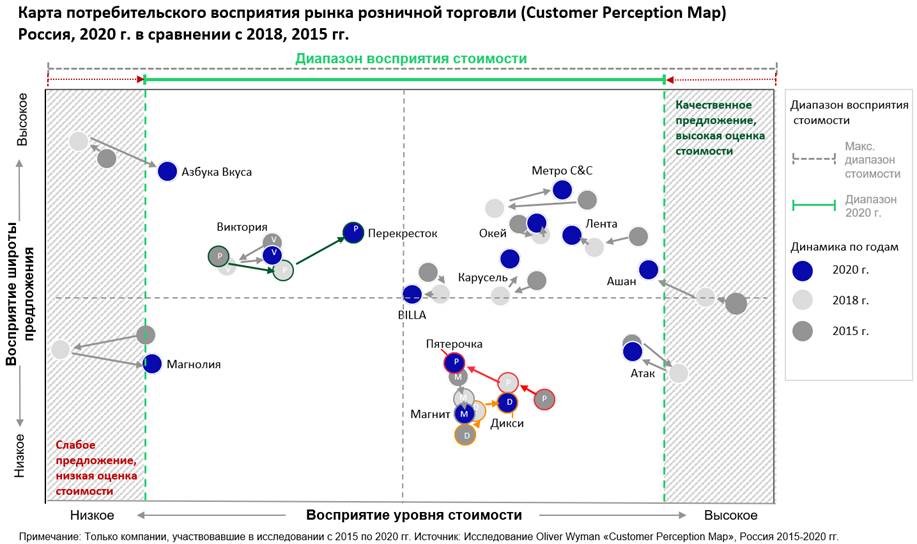 Карта потребительского восприятия рынка розничной торговли (Customer Perception Map)
Россия, 2020 г. в сравнении с 2018, 2015 гг.
Диапазон восприятия стоимости
Высокое
Восприятие широты
предложения
Низкое
Качественное
предложение,
высокая оценка
стоимости
Азбука Вкуса
Метро C&C
Виктория
P
V
V
P
P
Перекресток
Окей
Лента
Карусель
Ашан
BILLA
Магнолия
Пятерочка
P
M
P
P
M
M
D
D
Магнит
Дикси
Атак
Слабое
предложение,
низкая оценка
стоимости
Низкое
Восприятие уровня стоимости
Высокое
Диапазон восприятия
стоимости
Макс.
диапазон
стоимости
Диапазон
2020 г.
Динамика по годам
2020 г.
2018 г.
2015 г.
Примечание: Только компании, участвовавшие в исследовании с 2015 по 2020 гг. Источник: Исследование Oliver Wyman «Customer Perception Map», Россия 2015-2020 гг.